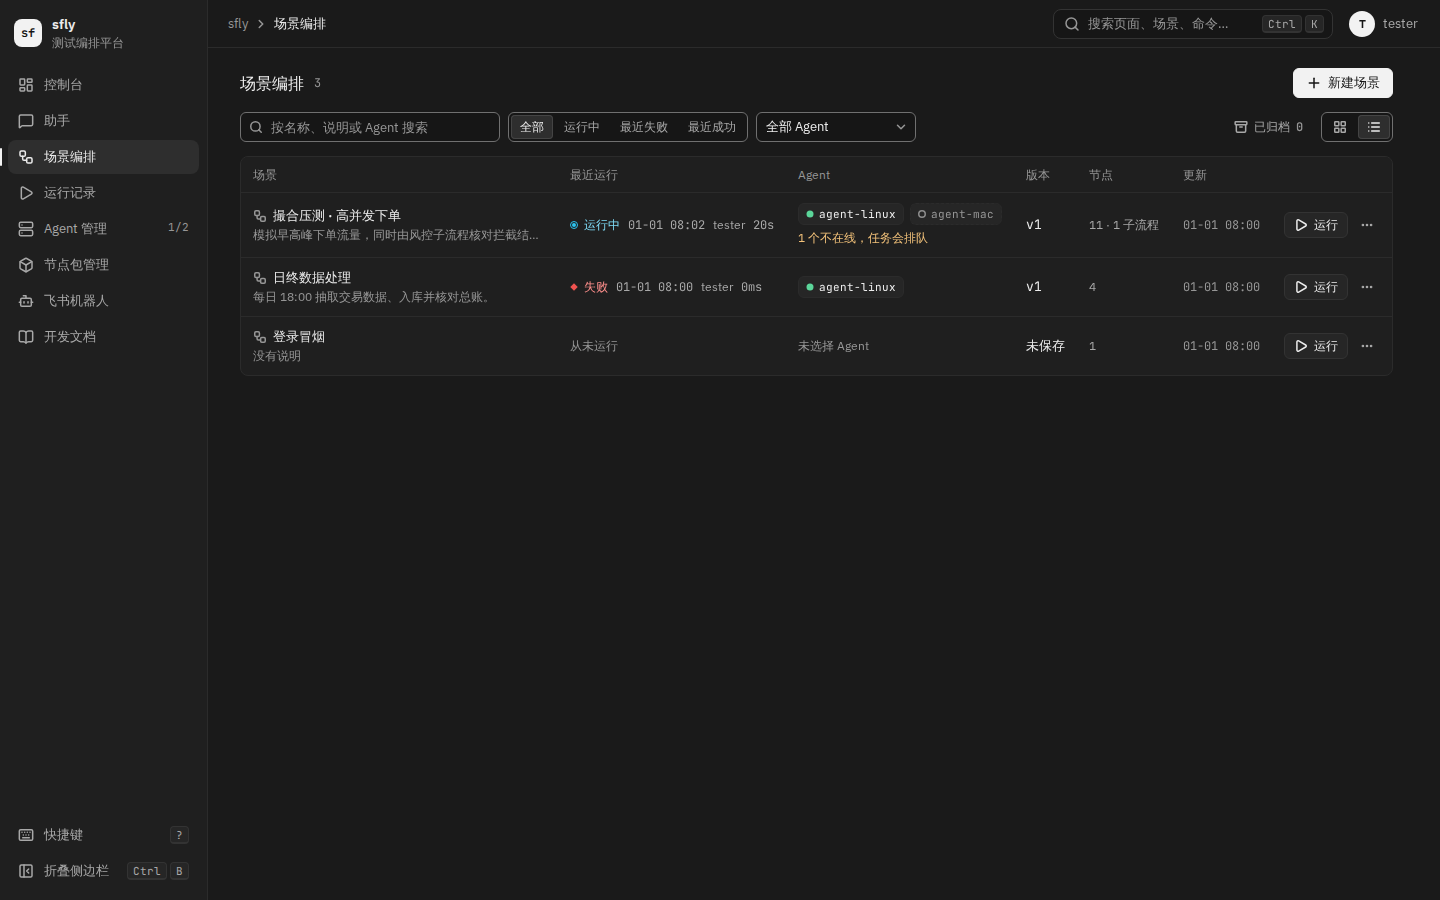 sf
sfly
测试编排平台
控制台
助手
场景编排
运行记录
Agent 管理 1/2
节点包管理
飞书机器人
开发文档
快捷键 ?
折叠侧边栏 Ctrl B
sfly 场景编排
搜索页面、场景、命令... Ctrl K
T tester
场景编排 3
新建场景
按名称、说明或 Agent 搜索
全部 运行中 最近失败 最近成功
全部 Agent
已归档 0
场景 最近运行 Agent 版本 节点 更新
撮合压测 · 高并发下单
模拟早高峰下单流量，同时由风控子流程核对拦截结...
运行中 01-01 08:02 tester 20s
agent-linux agent-mac
1 个不在线，任务会排队
v1 11 · 1 子流程 01-01 08:00 运行
日终数据处理
每日 18:00 抽取交易数据、入库并核对总账。
失败 01-01 08:00 tester 0ms
agent-linux
v1 4 01-01 08:00 运行
登录冒烟
没有说明
从未运行 未选择 Agent 未保存 1 01-01 08:00 运行